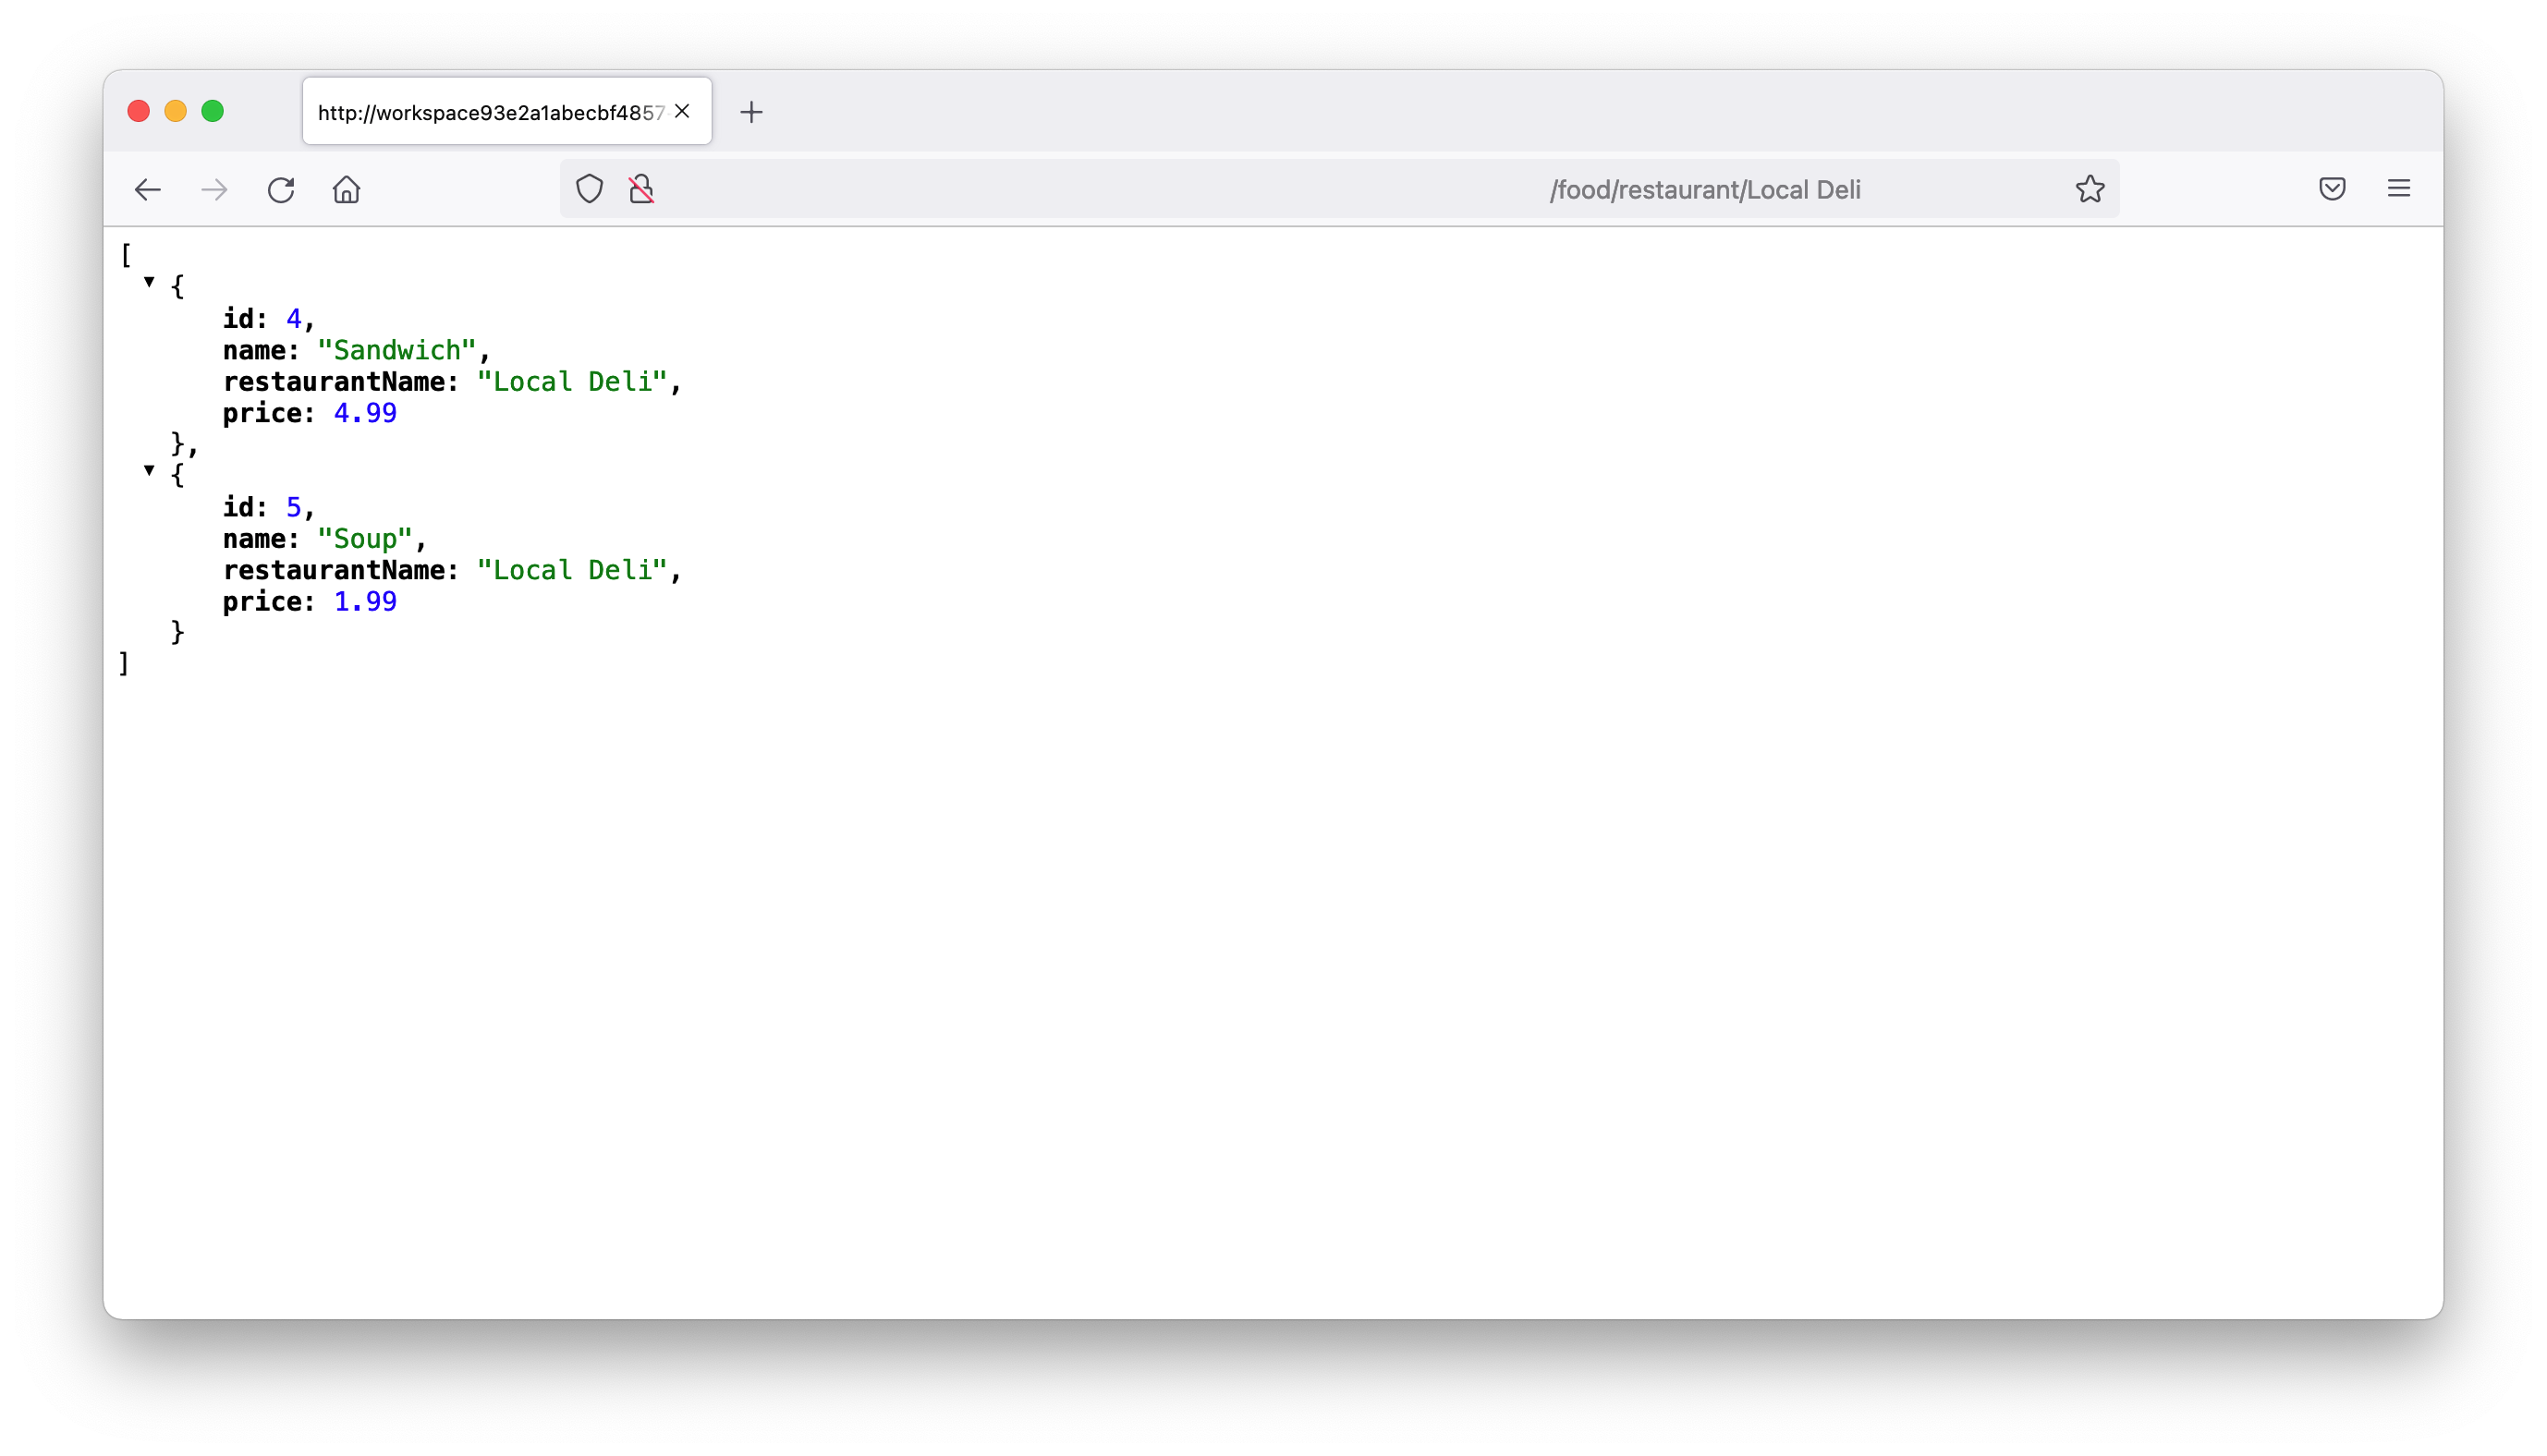 http://workspace93e2a1abecbf4857
/food/restaurant/Local Deli
[
{
id: 4,
name: "Sandwich",
restaurantName: "Local Deli",
price: 4.99
},
{
id: 5,
name: "Soup",
restaurantName: "Local Deli",
price: 1.99
}
]